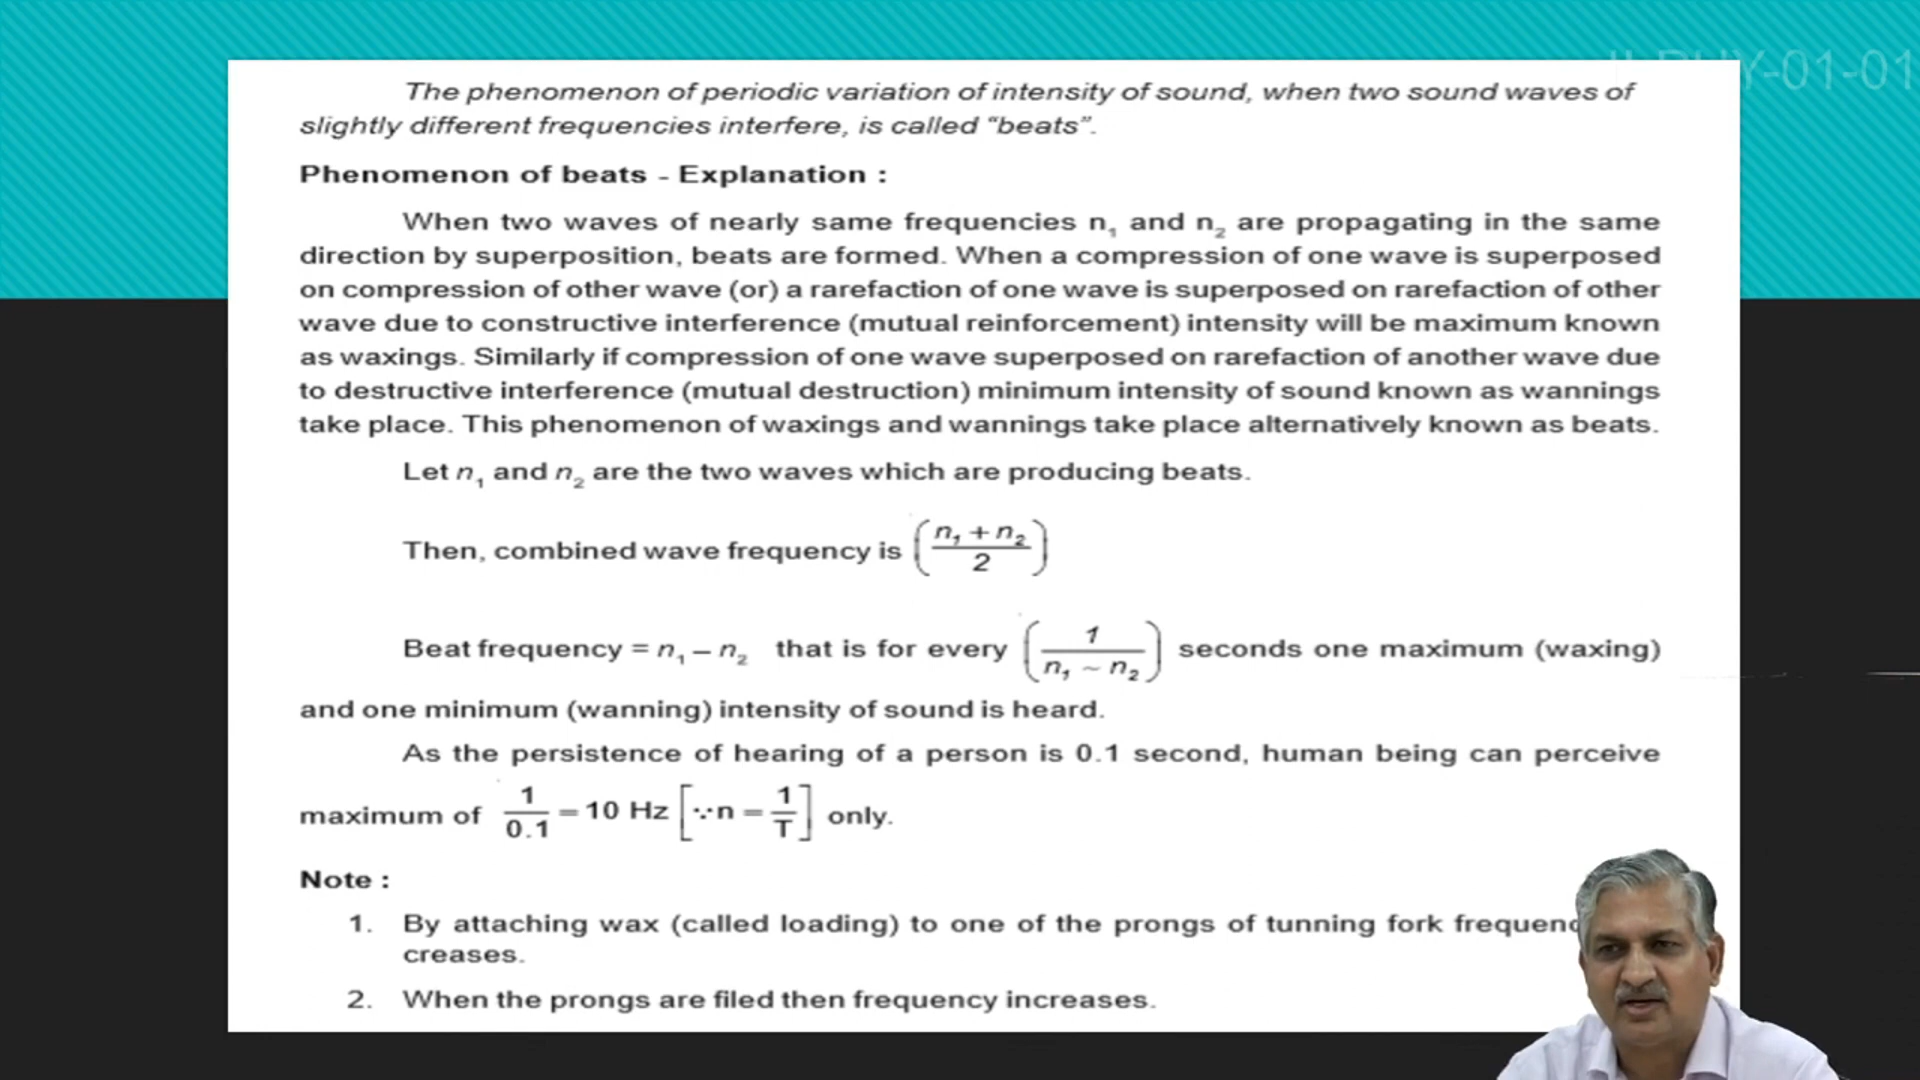 The phenomenon of periodic variation of intensity of sound, when two sound waves of
slightly different frequencies interfere, is called “beats”.
Phenomenon of beats - Explanation :
When two waves of nearly same frequencies n₁ and n₂ are propagating in the same
direction by superposition, beats are formed. When a compression of one wave is superposed
on compression of other wave (or) a rarefaction of one wave is superposed on rarefaction of other
wave due to constructive interference (mutual reinforcement) intensity will be maximum known
as waxings. Similarly if compression of one wave superposed on rarefaction of another wave due
to destructive interference (mutual destruction) minimum intensity of sound known as wannings
take place. This phenomenon of waxings and wannings take place alternatively known as beats.
Let n₁ and n₂ are the two waves which are producing beats.
Then, combined wave frequency is ((n₁ + n₂)/2)
Beat frequency = n₁ – n₂ that is for every (1/(n₁ ~ n₂)) seconds one maximum (waxing)
and one minimum (wanning) intensity of sound is heard.
As the persistence of hearing of a person is 0.1 second, human being can perceive
maximum of 1/0.1 = 10 Hz [∵ n = 1/T] only.
Note :
1. By attaching wax (called loading) to one of the prongs of tunning fork
creases.
2. When the prongs are filed then frequency increases.